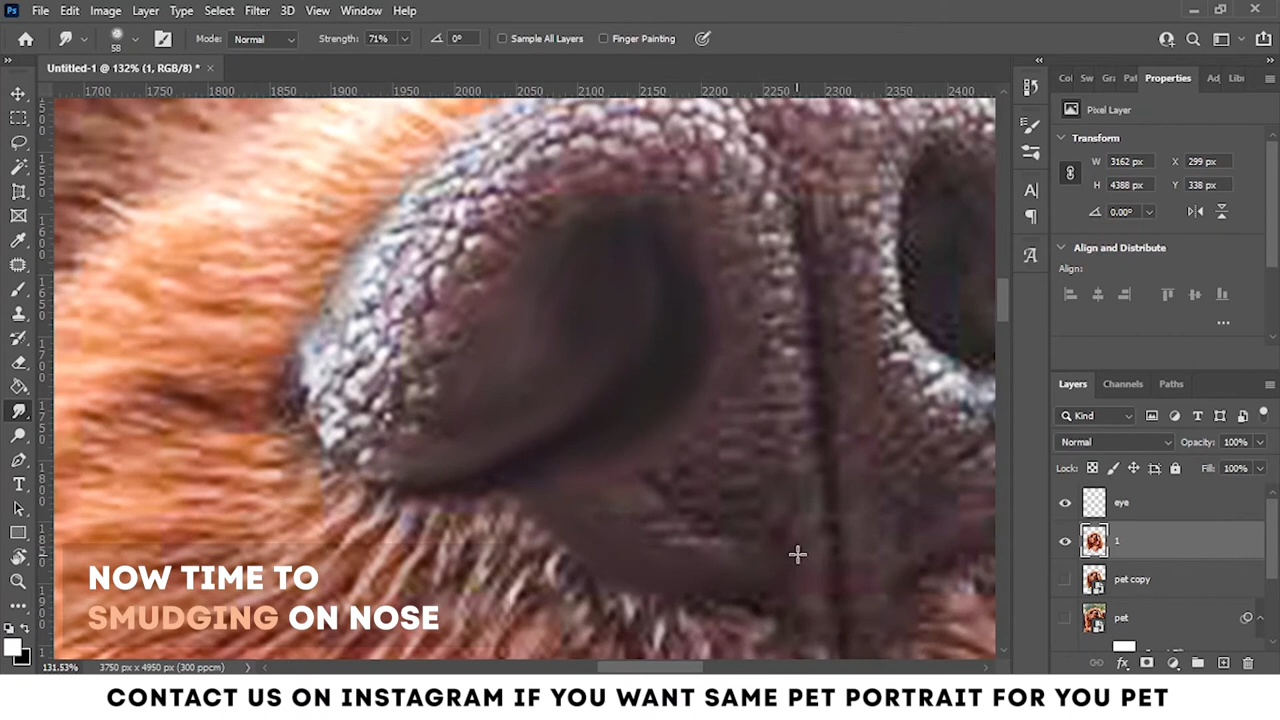 Ps File Edit Image Layer Type Select Filter 3D View Window Help
58 Mode: Normal Strength: 71% 0° Sample All Layers Finger Painting
Untitled-1 @ 132% (1, RGB/8) *
1700 1750 1800 1850 1900 1950 2000 2050 2100 2150 2200 2250 2300 2350 2400
Properties
Pixel Layer
Transform
W 3162 px X 299 px
H 4388 px Y 338 px
0.00°
Align and Distribute
Align:
Layers Channels Paths
Kind
Normal Opacity: 100%
Lock: Fill: 100%
eye
1
pet copy
pet
NOW TIME TO
SMUDGING ON NOSE
131.53% 3750 px x 4950 px (300 ppcm)
CONTACT US ON INSTAGRAM IF YOU WANT SAME PET PORTRAIT FOR YOU PET